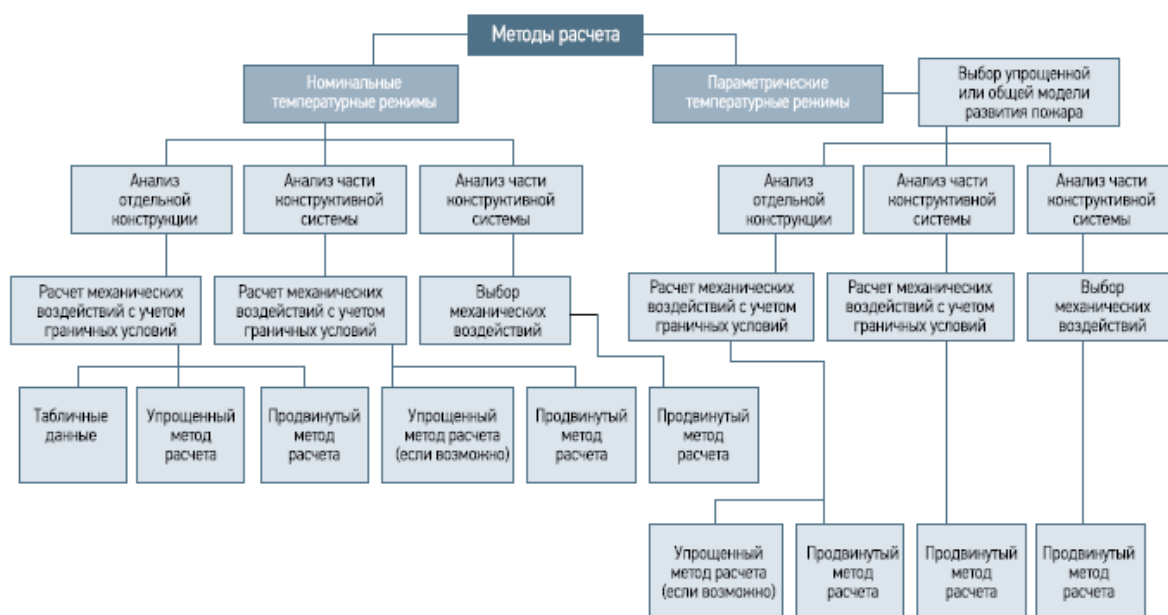 Методы расчета
Номинальные
температурные режимы
Параметрические
температурные режимы
Выбор упрощенной
или общей модели
развития пожара
Анализ
отдельной
конструкции
Анализ части
конструктивной
системы
Анализ части
конструктивной
системы
Анализ
отдельной
конструкции
Анализ части
конструктивной
системы
Анализ части
конструктивной
системы
Расчет механических
воздействий с учетом
граничных условий
Расчет механических
воздействий с учетом
граничных условий
Выбор
механических
воздействий
Расчет механических
воздействий с учетом
граничных условий
Расчет механических
воздействий с учетом
граничных условий
Выбор
механических
воздействий
Табличные
данные
Упрощенный
метод
расчета
Продвинутый
метод
расчета
Упрощенный
метод расчета
(если возможно)
Продвинутый
метод
расчета
Продвинутый
метод
расчета
Упрощенный
метод расчета
(если возможно)
Продвинутый
метод
расчета
Продвинутый
метод
расчета
Продвинутый
метод
расчета